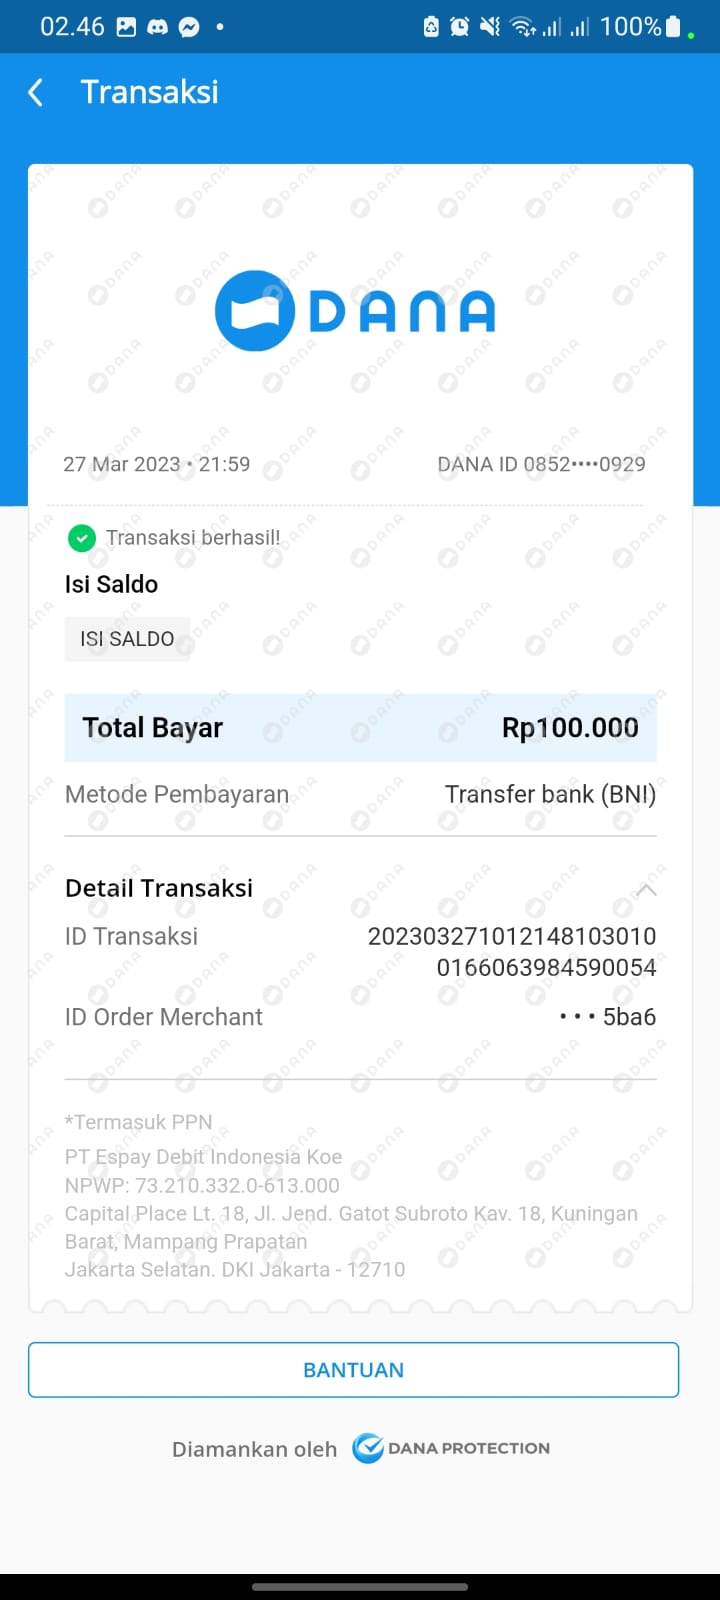 02.46
100%
Transaksi
DANA
27 Mar 2023 • 21:59
DANA ID 0852••••0929
Transaksi berhasil!
Isi Saldo
ISI SALDO
Total Bayar Rp100.000
Metode Pembayaran Transfer bank (BNI)
Detail Transaksi
ID Transaksi 202303271012148103010
0166063984590054
ID Order Merchant • • • 5ba6
*Termasuk PPN
PT Espay Debit Indonesia Koe
NPWP: 73.210.332.0-613.000
Capital Place Lt. 18, Jl. Jend. Gatot Subroto Kav. 18, Kuningan
Barat, Mampang Prapatan
Jakarta Selatan. DKI Jakarta - 12710
BANTUAN
Diamankan oleh DANA PROTECTION